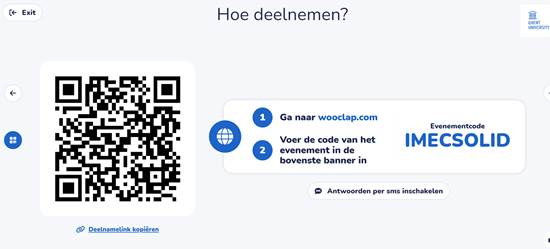 Exit
Hoe deelnemen?
GHENT
UNIVERSITY
1 Ga naar wooclap.com
2 Voer de code van het
evenement in de
bovenste banner in
Evenementcode
IMECSOLID
Antwoorden per sms inschakelen
Deelnamelink kopiëren